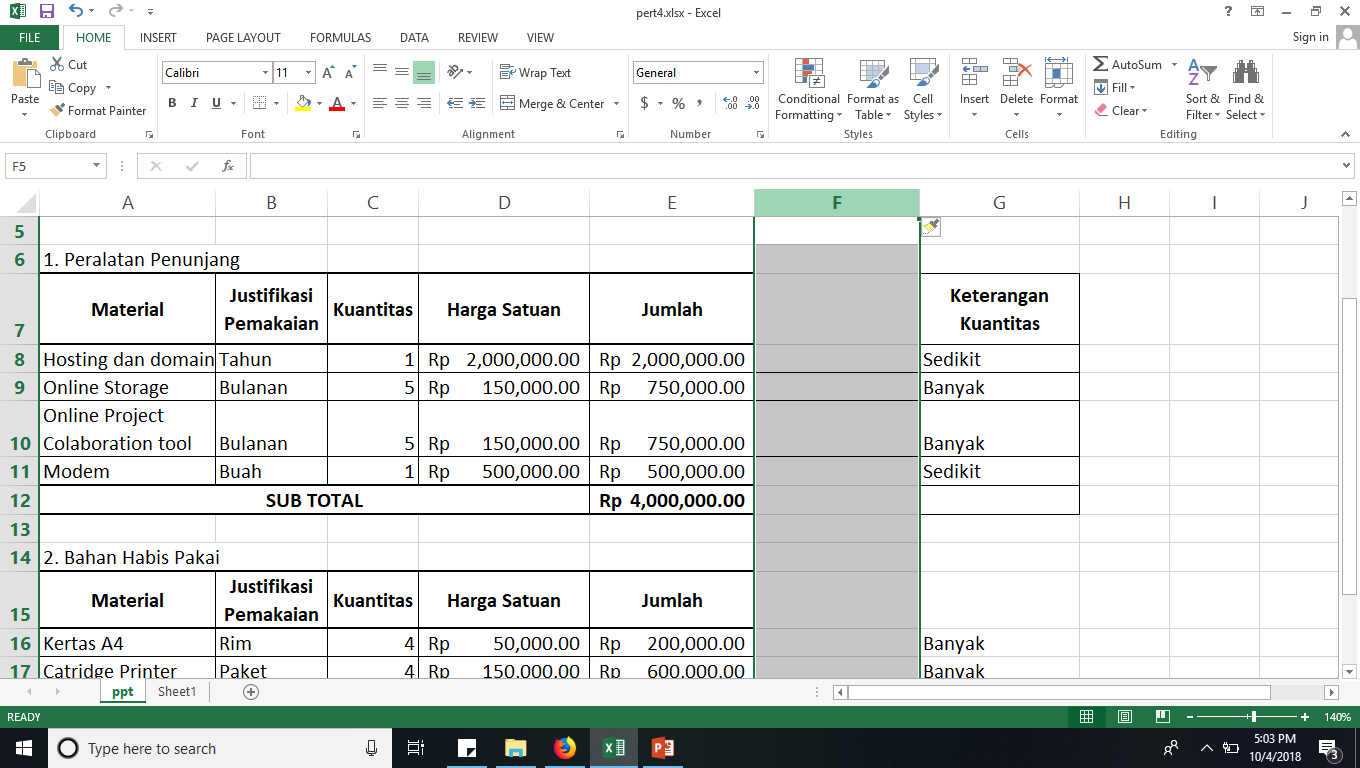 pert4.xlsx - Excel
FILE HOME INSERT PAGE LAYOUT FORMULAS DATA REVIEW VIEW Sign in
Cut
Copy
Format Painter
Paste
Clipboard
Calibri 11
B I U A
Font
Wrap Text
Merge & Center
Alignment
General
$ % ,
Number
Conditional Formatting
Format as Table
Cell Styles
Styles
Insert Delete Format
Cells
AutoSum
Fill
Clear
Sort & Filter
Find & Select
Editing
F5 fx
A B C D E F G H I J
5
6 1. Peralatan Penunjang
7 Material Justifikasi Pemakaian Kuantitas Harga Satuan Jumlah Keterangan Kuantitas
8 Hosting dan domain Tahun 1 Rp 2,000,000.00 Rp 2,000,000.00 Sedikit
9 Online Storage Bulanan 5 Rp 150,000.00 Rp 750,000.00 Banyak
10 Online Project Colaboration tool Bulanan 5 Rp 150,000.00 Rp 750,000.00 Banyak
11 Modem Buah 1 Rp 500,000.00 Rp 500,000.00 Sedikit
12 SUB TOTAL Rp 4,000,000.00
13
14 2. Bahan Habis Pakai
15 Material Justifikasi Pemakaian Kuantitas Harga Satuan Jumlah
16 Kertas A4 Rim 4 Rp 50,000.00 Rp 200,000.00 Banyak
17 Catridge Printer Paket 4 Rp 150,000.00 Rp 600,000.00 Banyak
ppt Sheet1
READY 140%
Type here to search
5:03 PM
10/4/2018
3